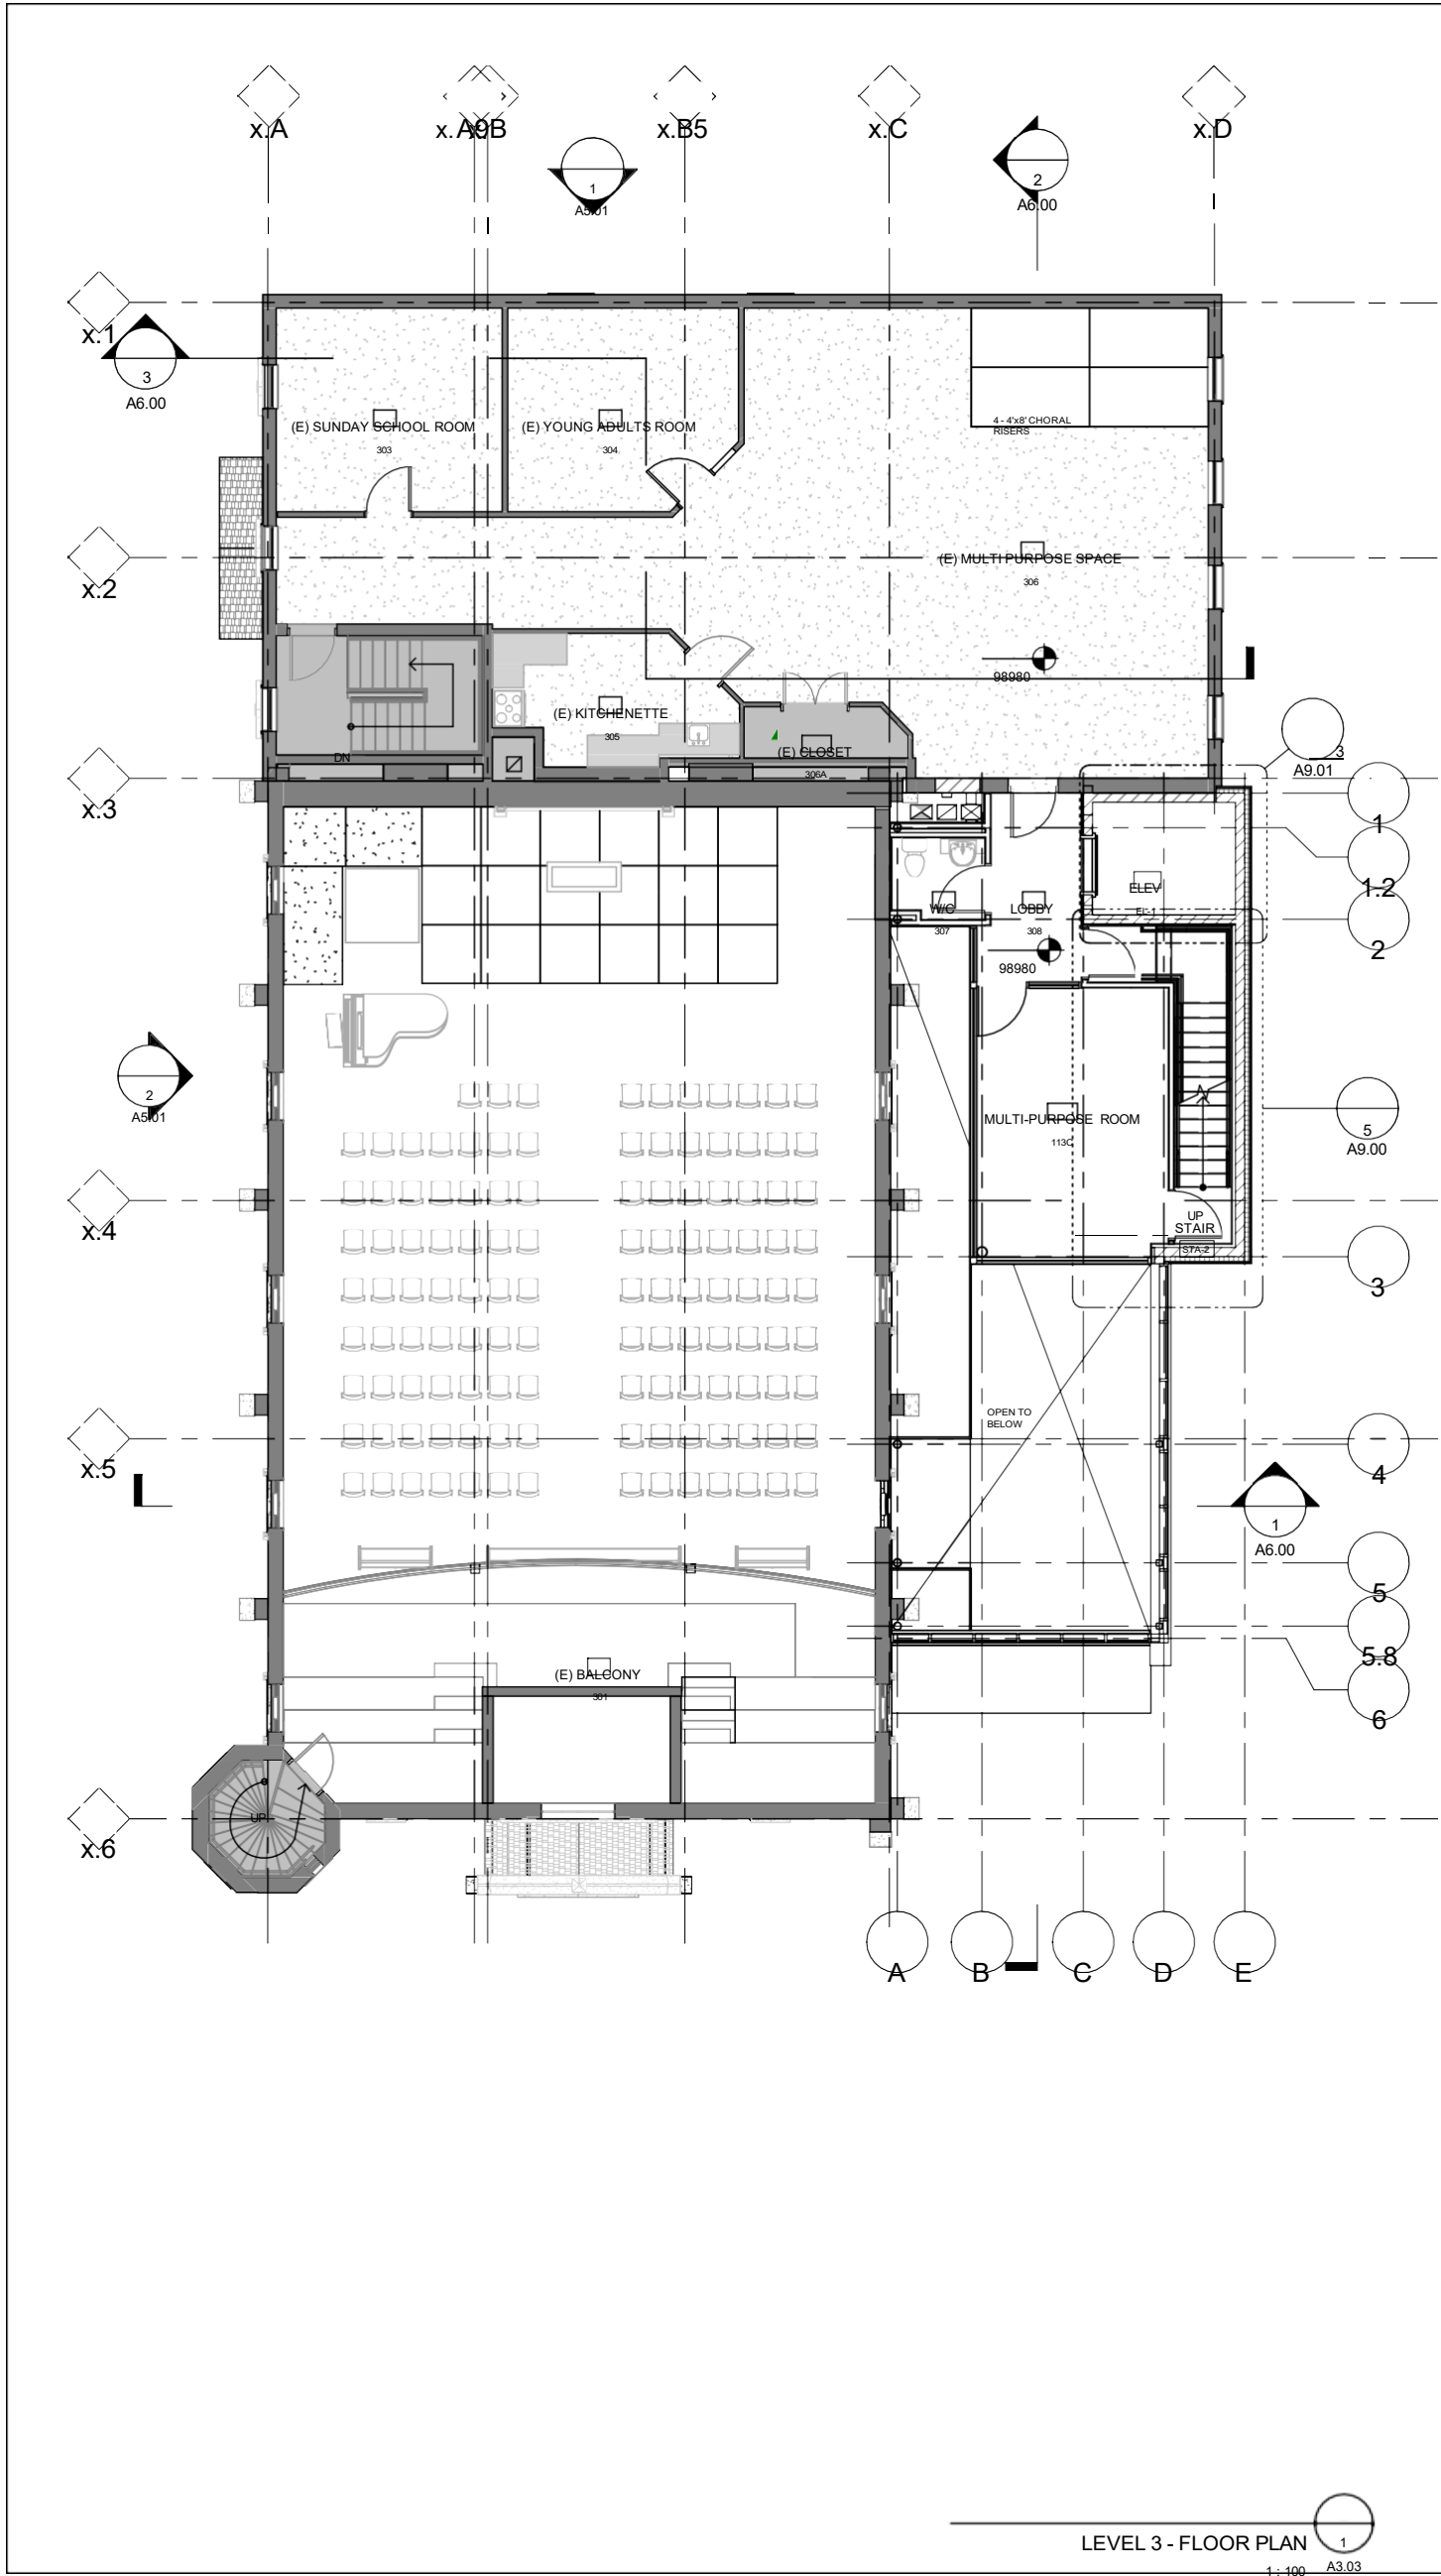 x.A
x. A9
x.B
x.B5
x.C
x.D
1
A5.01
2
A6.00
x.1
3
A6.00
(E) SUNDAY SCHOOL ROOM
303
(E) YOUNG ADULTS ROOM
304
4 - 4'x8' CHORAL
RISERS
x.2
(E) MULTI PURPOSE SPACE
306
98980
(E) KITCHENETTE
305
(E) CLOSET
306A
DN
3
A9.01
x.3
1
1.2
ELEV
EL-1
W/C
307
LOBBY
308
2
98980
2
A5.01
MULTI-PURPOSE ROOM
113C
5
A9.00
x.4
UP
STAIR
STA-2
3
OPEN TO
BELOW
x.5
4
1
A6.00
5
5.8
(E) BALCONY
301
6
UP
x.6
A
B
C
D
E
LEVEL 3 - FLOOR PLAN
1
1 : 100
A3.03